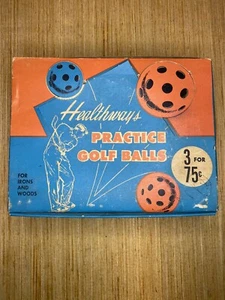 Healthways
PRACTICE
GOLF BALLS
3 FOR
75¢
FOR
IRONS
AND
WOODS